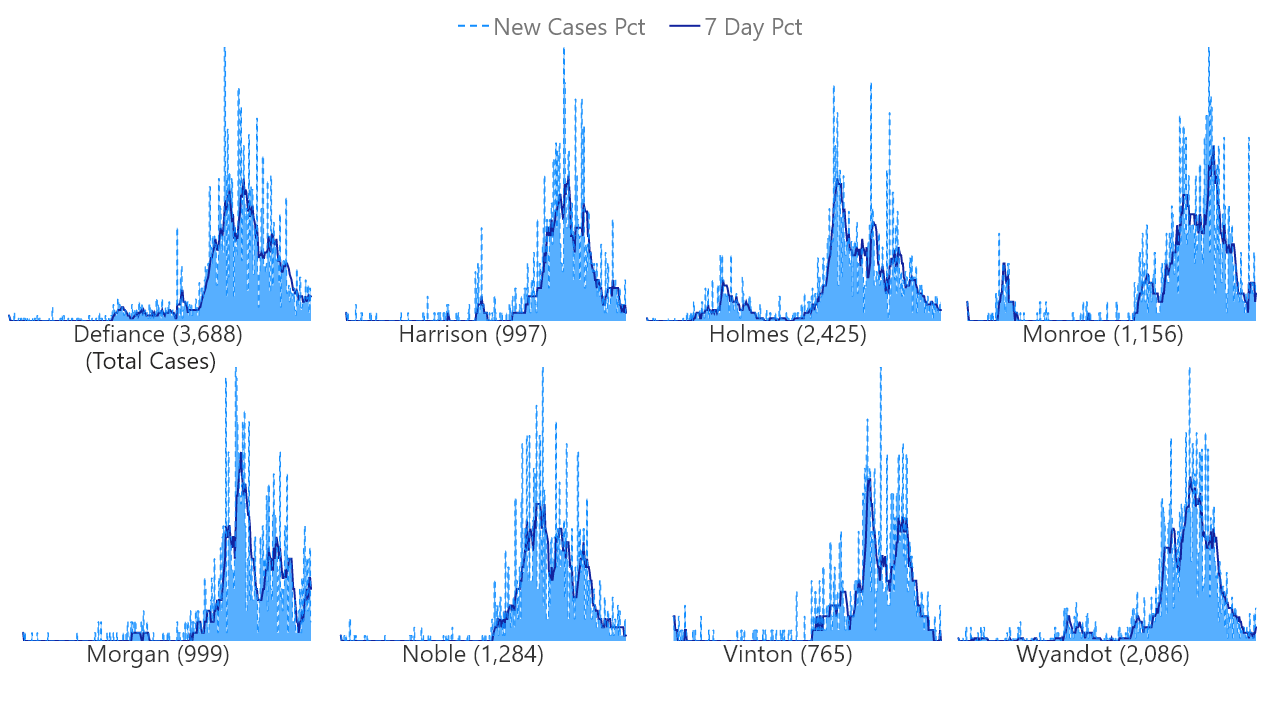 New Cases Pct 7 Day Pct
Defiance (3,688) Harrison (997) Holmes (2,425) Monroe (1,156)
(Total Cases)
Morgan (999) Noble (1,284) Vinton (765) Wyandot (2,086)